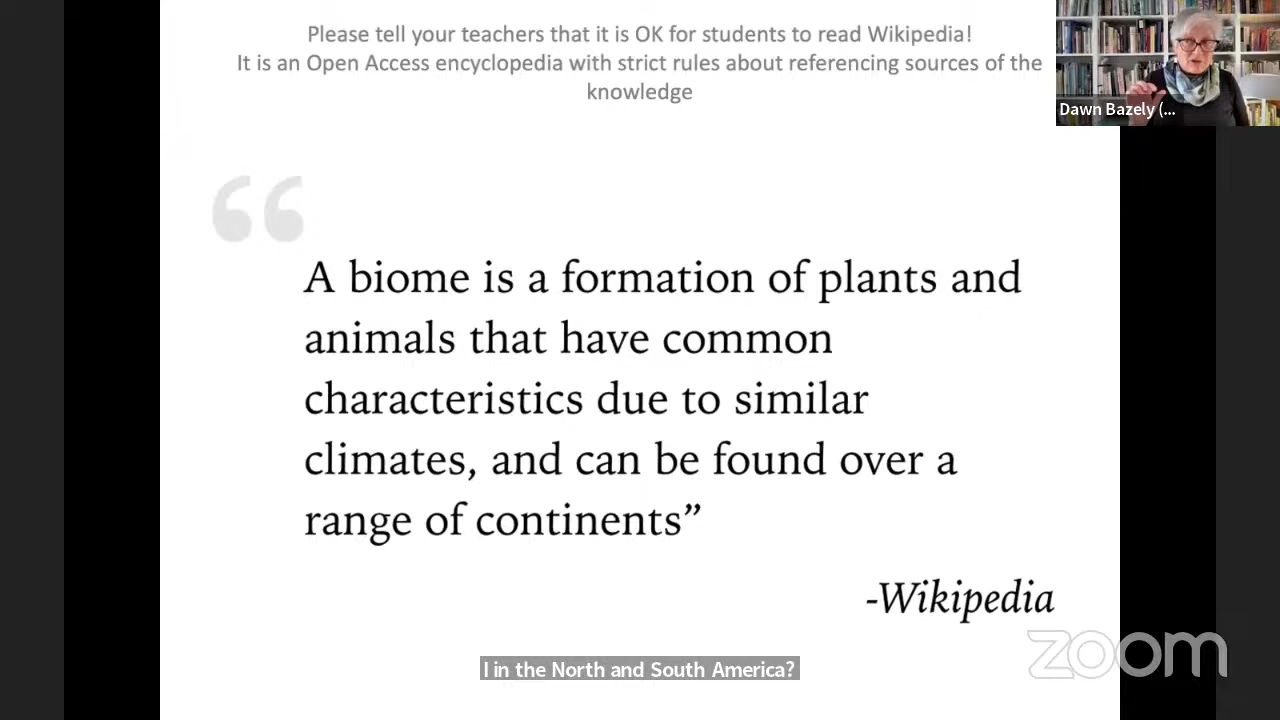 Please tell your teachers that it is OK for students to read Wikipedia!
It is an Open Access encyclopedia with strict rules about referencing sources of the
knowledge
Dawn Bazely (...
“
A biome is a formation of plants and
animals that have common
characteristics due to similar
climates, and can be found over a
range of continents”
-Wikipedia
zoom
I in the North and South America?